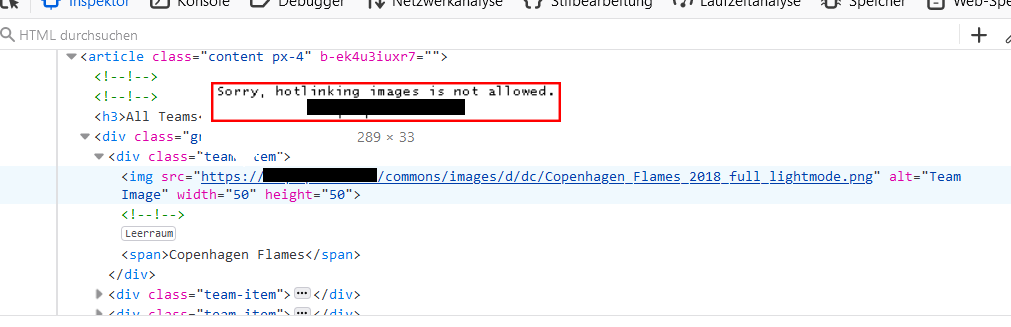 Inspektor Konsole Debugger Netzwerkanalyse Stilbearbeitung Laufzeitanalyse Speicher Web-Spe
HTML durchsuchen
<article class="content px-4" b-ek4u3iuxr7="">
<!--!-->
<!--!-->
Sorry, hotlinking images is not allowed.
<h3>All Teams<
289 × 33
<div class="gr
<div class="team em">
<img src="https:// /commons/images/d/dc/Copenhagen_Flames_2018_full_lightmode.png" alt="Team
Image" width="50" height="50">
<!--!-->
Leerraum
<span>Copenhagen Flames</span>
</div>
<div class="team-item"> </div>
<div class="team-item"> </div>